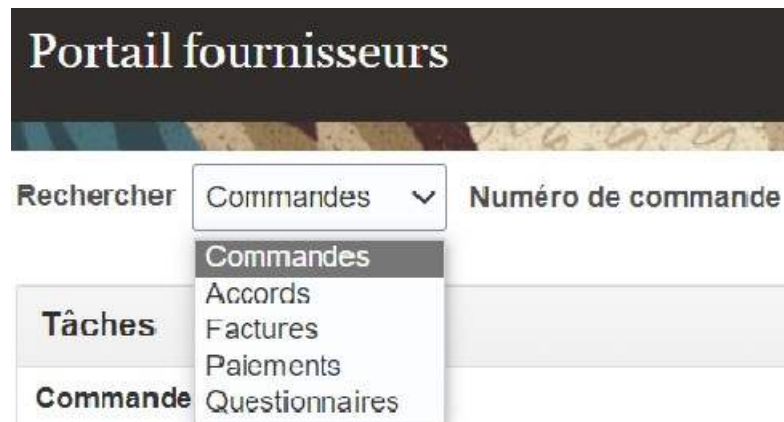 Portail fournisseurs
Rechercher Commandes Numéro de commande
Commandes
Accords
Tâches
Factures
Paiements
Commande
Questionnaires